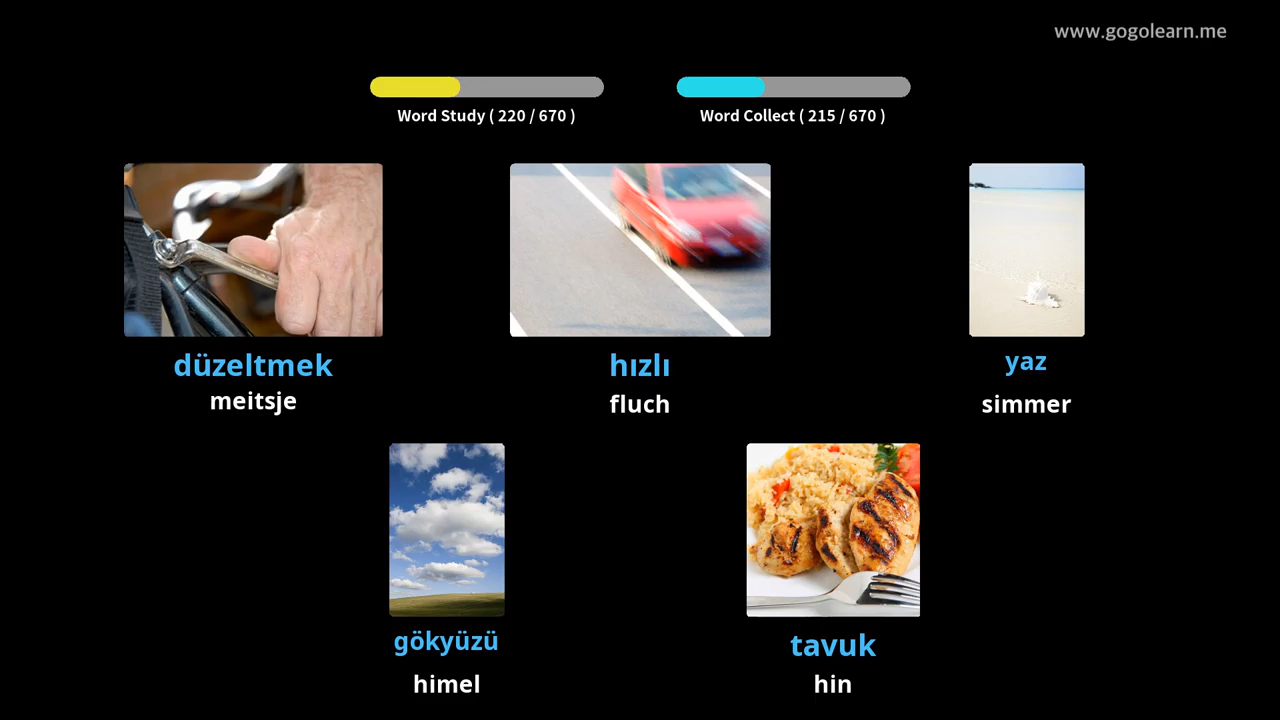 www.gogolearn.me
Word Study ( 220 / 670 )
Word Collect ( 215 / 670 )
düzeltmek
meitsje
hızlı
fluch
yaz
simmer
gökyüzü
himel
tavuk
hin